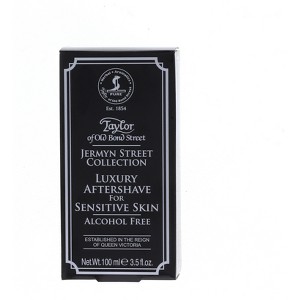 PURE
Est. 1854
Taylor
of Old Bond Street
JERMYN STREET
COLLECTION
LUXURY
AFTERSHAVE
FOR
SENSITIVE SKIN
ALCOHOL FREE
ESTABLISHED IN THE REIGN
OF QUEEN VICTORIA
Net Wt. 100 ml ℮ 3.5 fl.oz.